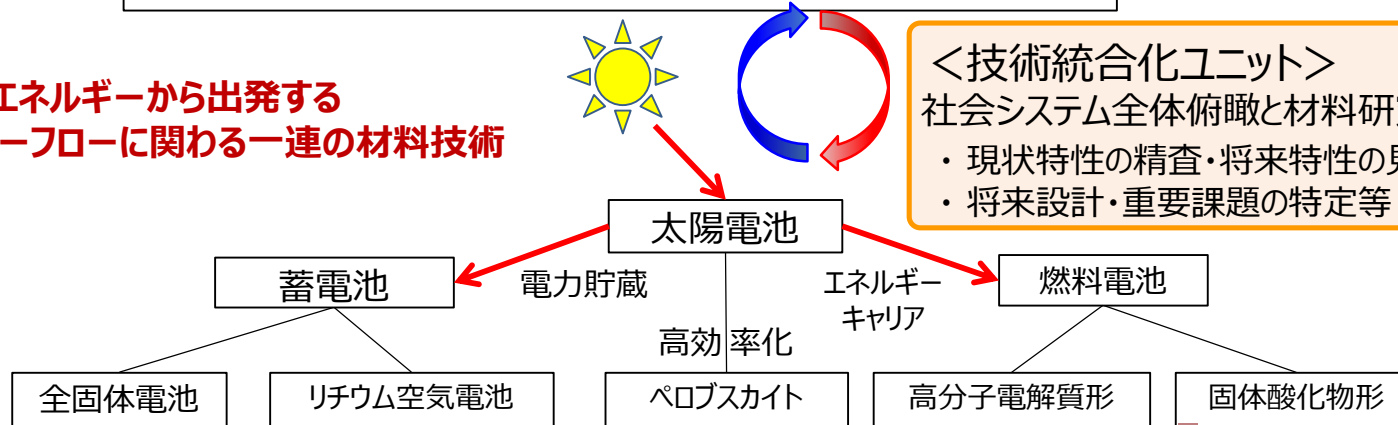 エネルギーから出発する
ーフローに関わる一連の材料技術
＜技術統合化ユニット＞
社会システム全体俯瞰と材料研
・ 現状特性の精査・将来特性の見
・ 将来設計・重要課題の特定等
太陽電池
蓄電池
電力貯蔵
エネルギー
キャリア
燃料電池
高効率化
全固体電池
リチウム空気電池
ペロブスカイト
高分子電解質形
固体酸化物形